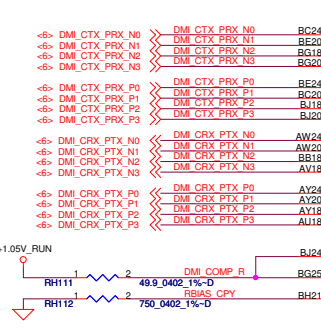 <6> DMI_CTX_PRX_N0 DMI_CTX_PRX_N0 BC24
<6> DMI_CTX_PRX_N1 DMI_CTX_PRX_N1 BE20
<6> DMI_CTX_PRX_N2 DMI_CTX_PRX_N2 BG18
<6> DMI_CTX_PRX_N3 DMI_CTX_PRX_N3 BG20
<6> DMI_CTX_PRX_P0 DMI_CTX_PRX_P0 BE24
<6> DMI_CTX_PRX_P1 DMI_CTX_PRX_P1 BC20
<6> DMI_CTX_PRX_P2 DMI_CTX_PRX_P2 BJ18
<6> DMI_CTX_PRX_P3 DMI_CTX_PRX_P3 BJ20
<6> DMI_CRX_PTX_N0 DMI_CRX_PTX_N0 AW24
<6> DMI_CRX_PTX_N1 DMI_CRX_PTX_N1 AW20
<6> DMI_CRX_PTX_N2 DMI_CRX_PTX_N2 BB18
<6> DMI_CRX_PTX_N3 DMI_CRX_PTX_N3 AV18
<6> DMI_CRX_PTX_P0 DMI_CRX_PTX_P0 AY24
<6> DMI_CRX_PTX_P1 DMI_CRX_PTX_P1 AY20
<6> DMI_CRX_PTX_P2 DMI_CRX_PTX_P2 AY18
<6> DMI_CRX_PTX_P3 DMI_CRX_PTX_P3 AU18
+1.05V_RUN
BJ24
1 2 DMI_COMP_R BG25
RH111 49.9_0402_1%~D
1 2 RBIAS_CPY BH21
RH112 750_0402_1%~D